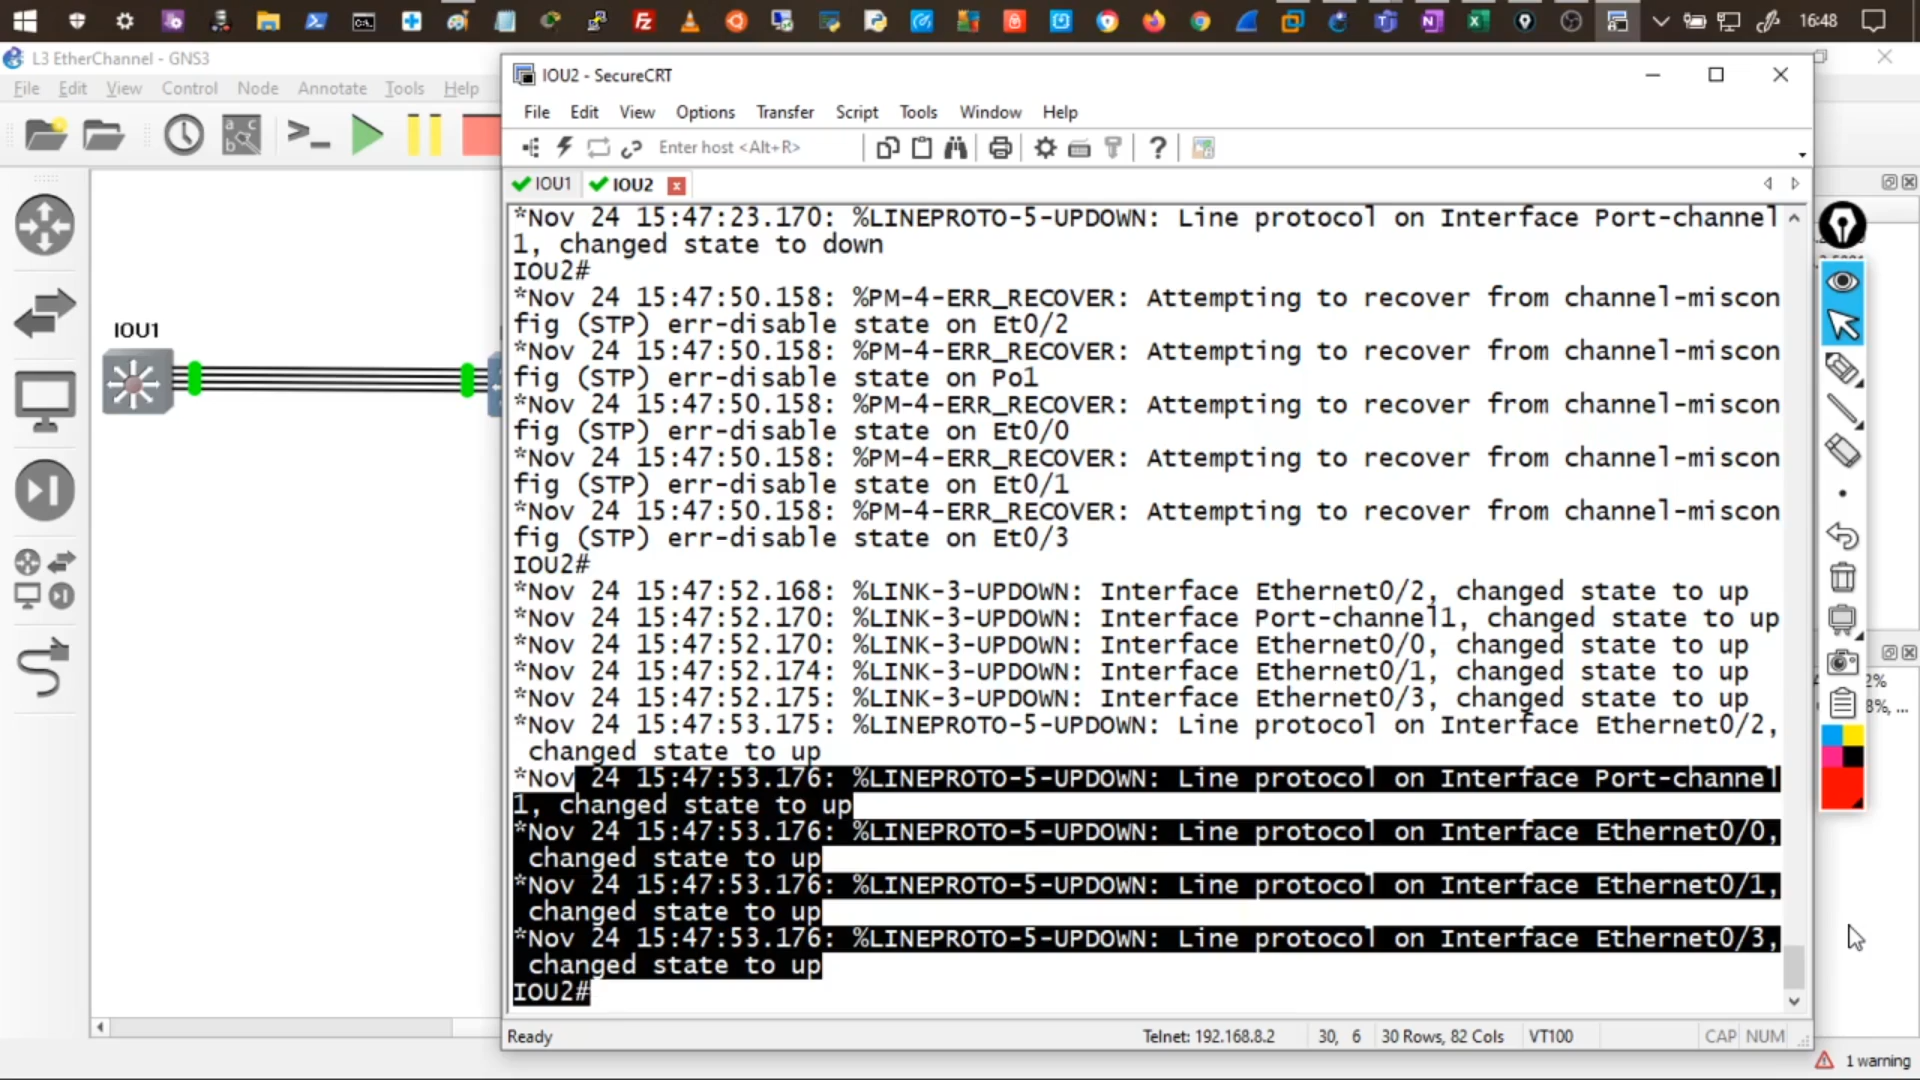 16:48
L3 EtherChannel - GNS3
File Edit View Control Node Annotate Tools Help
IOU1
IOU2 - SecureCRT
File Edit View Options Transfer Script Tools Window Help
Enter host <Alt+R>
IOU1 IOU2
*Nov 24 15:47:23.170: %LINEPROTO-5-UPDOWN: Line protocol on Interface Port-channel
1, changed state to down
IOU2#
*Nov 24 15:47:50.158: %PM-4-ERR_RECOVER: Attempting to recover from channel-miscon
fig (STP) err-disable state on Et0/2
*Nov 24 15:47:50.158: %PM-4-ERR_RECOVER: Attempting to recover from channel-miscon
fig (STP) err-disable state on Po1
*Nov 24 15:47:50.158: %PM-4-ERR_RECOVER: Attempting to recover from channel-miscon
fig (STP) err-disable state on Et0/0
*Nov 24 15:47:50.158: %PM-4-ERR_RECOVER: Attempting to recover from channel-miscon
fig (STP) err-disable state on Et0/1
*Nov 24 15:47:50.158: %PM-4-ERR_RECOVER: Attempting to recover from channel-miscon
fig (STP) err-disable state on Et0/3
IOU2#
*Nov 24 15:47:52.168: %LINK-3-UPDOWN: Interface Ethernet0/2, changed state to up
*Nov 24 15:47:52.170: %LINK-3-UPDOWN: Interface Port-channel1, changed state to up
*Nov 24 15:47:52.170: %LINK-3-UPDOWN: Interface Ethernet0/0, changed state to up
*Nov 24 15:47:52.174: %LINK-3-UPDOWN: Interface Ethernet0/1, changed state to up
*Nov 24 15:47:52.175: %LINK-3-UPDOWN: Interface Ethernet0/3, changed state to up
*Nov 24 15:47:53.175: %LINEPROTO-5-UPDOWN: Line protocol on Interface Ethernet0/2,
changed state to up
*Nov 24 15:47:53.176: %LINEPROTO-5-UPDOWN: Line protocol on Interface Port-channel
1, changed state to up
*Nov 24 15:47:53.176: %LINEPROTO-5-UPDOWN: Line protocol on Interface Ethernet0/0,
changed state to up
*Nov 24 15:47:53.176: %LINEPROTO-5-UPDOWN: Line protocol on Interface Ethernet0/1,
changed state to up
*Nov 24 15:47:53.176: %LINEPROTO-5-UPDOWN: Line protocol on Interface Ethernet0/3,
changed state to up
IOU2#
Ready Telnet: 192.168.8.2 30, 6 30 Rows, 82 Cols VT100 CAP NUM
2%
8%, ...
1 warning